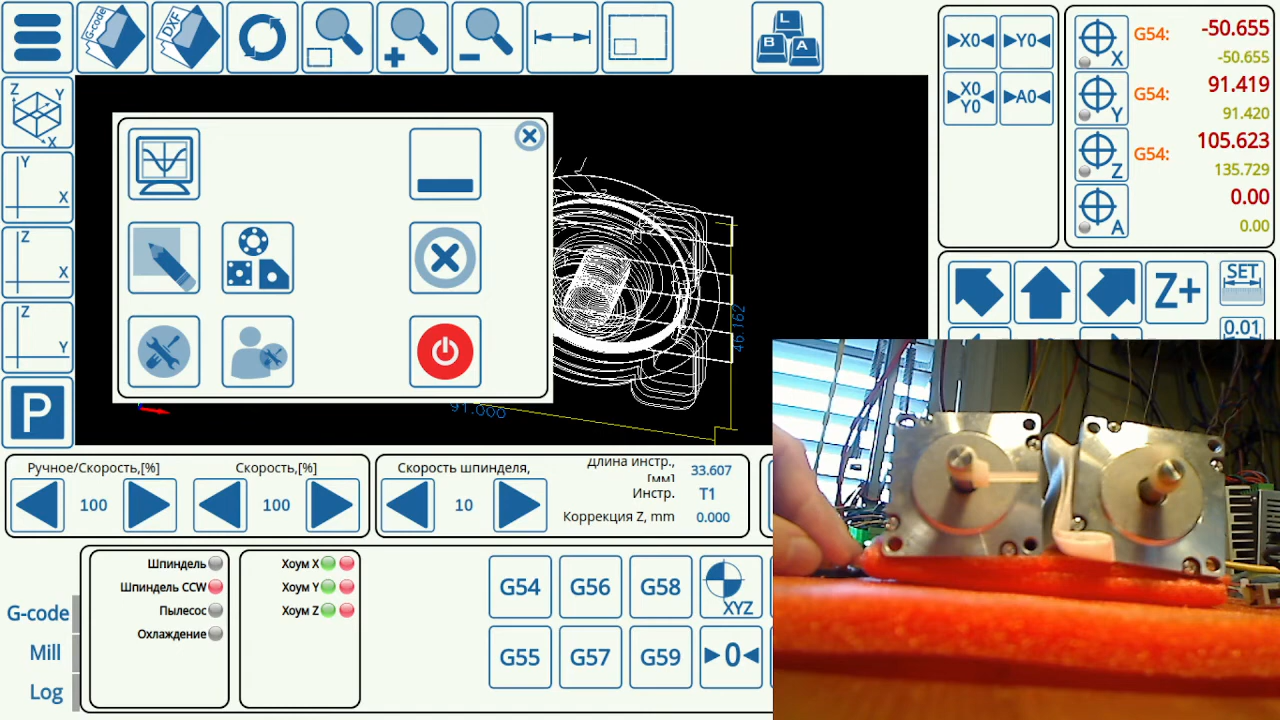 G-code
DXF
L
B A
X0
Y0
X0
Y0
A0
X
G54:
-50.655
-50.655
Y
G54:
91.419
91.420
Z
G54:
105.623
135.729
A
0.00
0.00
Z
Y
X
Y
X
Z
X
Z
Y
P
46.162
91.000
Z+
SET
0.01
Ручное/Скорость,[%]
100
Скорость,[%]
100
Скорость шпинделя,
10
Длина инстр.,
[мм]
33.607
Инстр.
T1
Коррекция Z, mm
0.000
G-code
Mill
Log
Шпиндель
Шпиндель CCW
Пылесос
Охлаждение
Хоум X
Хоум Y
Хоум Z
G54
G56
G58
XYZ
G55
G57
G59
0